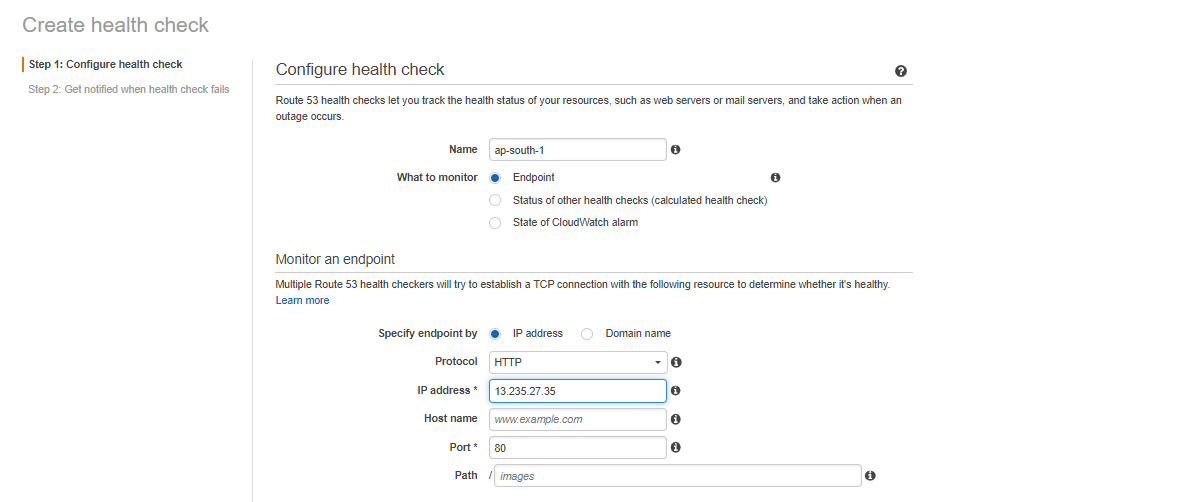 Create health check
Step 1: Configure health check
Step 2: Get notified when health check fails
Configure health check
Route 53 health checks let you track the health status of your resources, such as web servers or mail servers, and take action when an
outage occurs.
Name ap-south-1
What to monitor Endpoint
Status of other health checks (calculated health check)
State of CloudWatch alarm
Monitor an endpoint
Multiple Route 53 health checkers will try to establish a TCP connection with the following resource to determine whether it's healthy.
Learn more
Specify endpoint by IP address Domain name
Protocol HTTP
IP address * 13.235.27.35
Host name www.example.com
Port * 80
Path / images